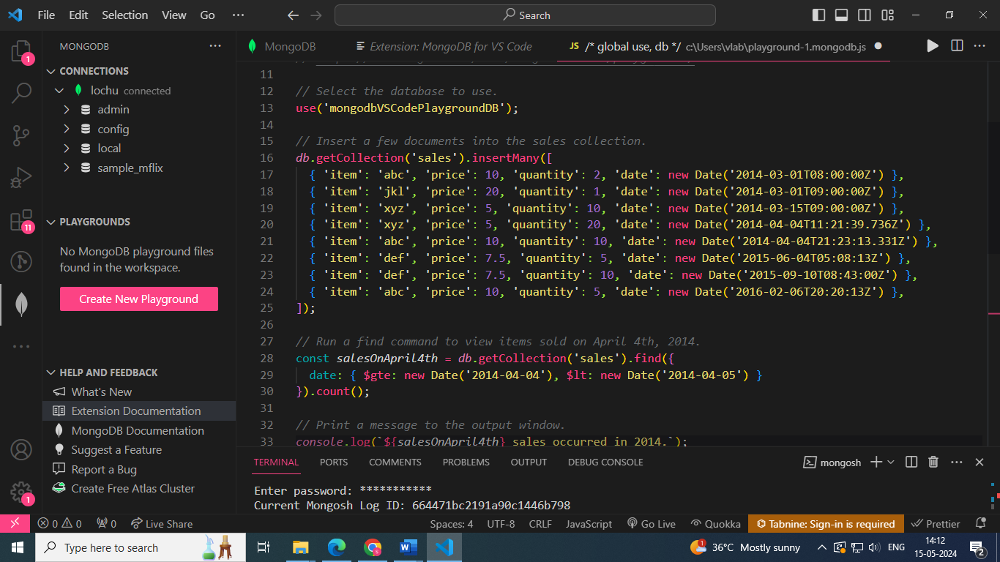 File Edit Selection View Go ... Search
MONGODB ...
CONNECTIONS
lochu connected
admin
config
local
sample_mflix
PLAYGROUNDS
No MongoDB playground files
found in the workspace.
Create New Playground
HELP AND FEEDBACK
What's New
Extension Documentation
MongoDB Documentation
Suggest a Feature
Report a Bug
Create Free Atlas Cluster
1
11
1
MongoDB Extension: MongoDB for VS Code JS /* global use, db */ c:\Users\vlab\playground-1.mongodb.js
11
12 // Select the database to use.
13 use('mongodbVSCodePlaygroundDB');
14
15 // Insert a few documents into the sales collection.
16 db.getCollection('sales').insertMany([
17 { 'item': 'abc', 'price': 10, 'quantity': 2, 'date': new Date('2014-03-01T08:00:00Z') },
18 { 'item': 'jkl', 'price': 20, 'quantity': 1, 'date': new Date('2014-03-01T09:00:00Z') },
19 { 'item': 'xyz', 'price': 5, 'quantity': 10, 'date': new Date('2014-03-15T09:00:00Z') },
20 { 'item': 'xyz', 'price': 5, 'quantity': 20, 'date': new Date('2014-04-04T11:21:39.736Z') },
21 { 'item': 'abc', 'price': 10, 'quantity': 10, 'date': new Date('2014-04-04T21:23:13.331Z') },
22 { 'item': 'def', 'price': 7.5, 'quantity': 5, 'date': new Date('2015-06-04T05:08:13Z') },
23 { 'item': 'def', 'price': 7.5, 'quantity': 10, 'date': new Date('2015-09-10T08:43:00Z') },
24 { 'item': 'abc', 'price': 10, 'quantity': 5, 'date': new Date('2016-02-06T20:20:13Z') },
25 ]);
26
27 // Run a find command to view items sold on April 4th, 2014.
28 const salesOnApril4th = db.getCollection('sales').find({
29 date: { $gte: new Date('2014-04-04'), $lt: new Date('2014-04-05') }
30 }).count();
31
32 // Print a message to the output window.
33 console.log(`${salesOnApril4th} sales occurred in 2014.`);
TERMINAL PORTS COMMENTS PROBLEMS OUTPUT DEBUG CONSOLE mongosh
Enter password: ***********
Current Mongosh Log ID: 664471bc2191a90c1446b798
0 0 0 Live Share Spaces: 4 UTF-8 CRLF JavaScript Go Live Quokka Tabnine: Sign-in is required Prettier
Type here to search 1 36°C Mostly sunny ENG 14:12
15-05-2024 2